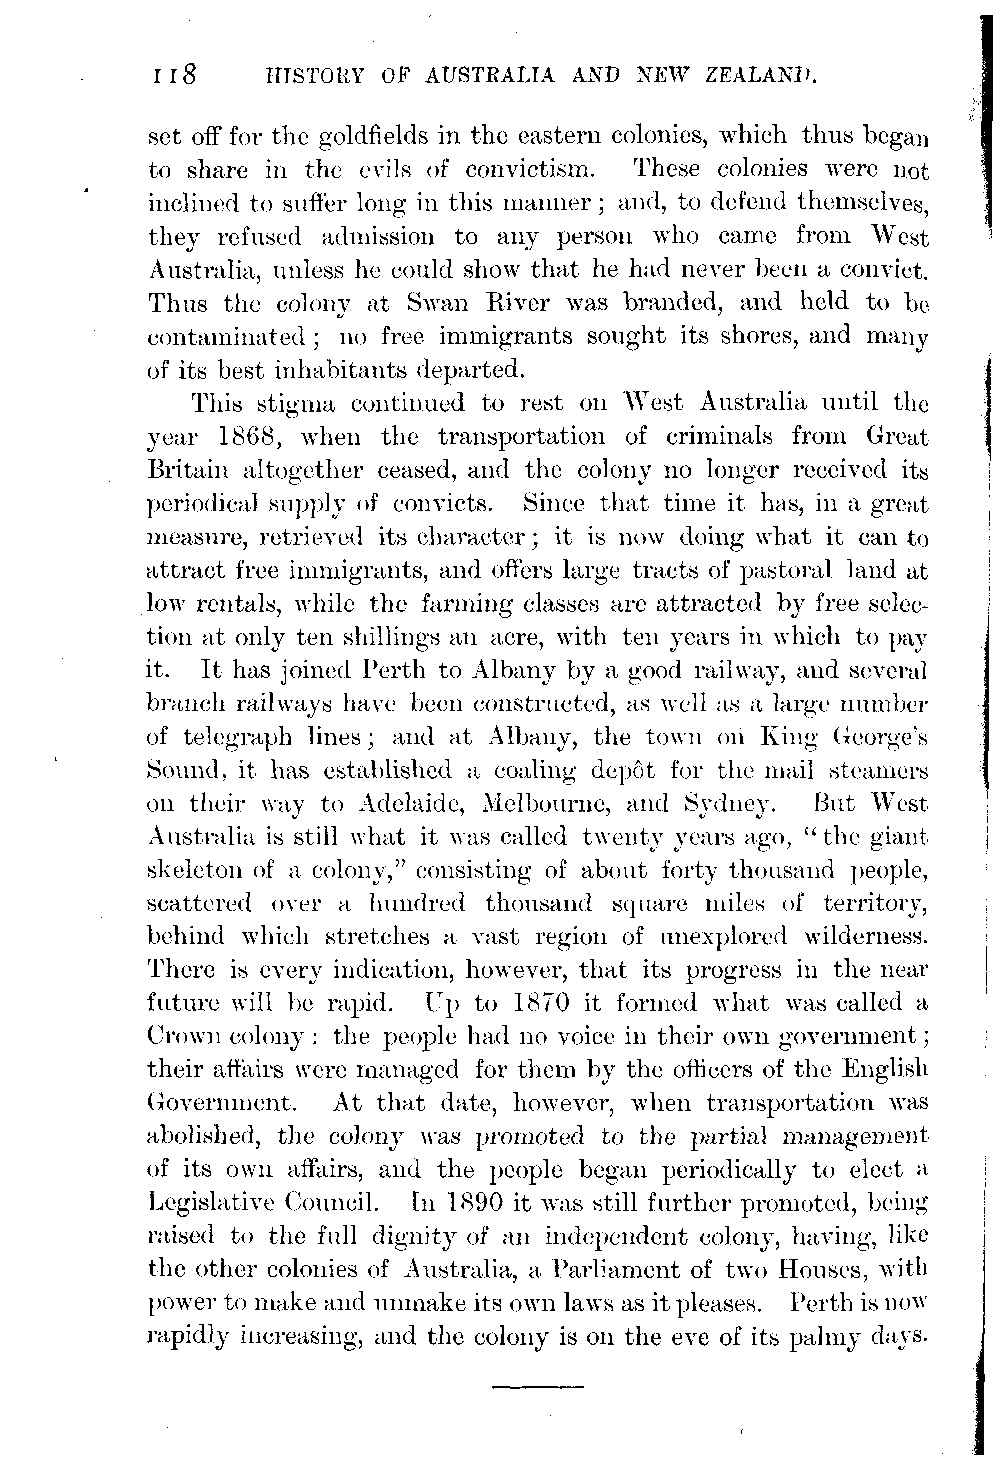 118 HISTORY OF AUSTRALIA AND NEW ZEALAND.
set off for the goldfields in the eastern colonies, which thus began
to share in the evils of convictism. These colonies were not
inclined to suffer long in this manner; and, to defend themselves,
they refused admission to any person who came from West
Australia, unless he could show that he had never been a convict.
Thus the colony at Swan River was branded, and held to be
contaminated; no free immigrants sought its shores, and many
of its best inhabitants departed.
This stigma continued to rest on West Australia until the
year 1868, when the transportation of criminals from Great
Britain altogether ceased, and the colony no longer received its
periodical supply of convicts. Since that time it has, in a great
measure, retrieved its character; it is now doing what it can to
attract free immigrants, and offers large tracts of pastoral land at
low rentals, while the farming classes are attracted by free selec-
tion at only ten shillings an acre, with ten years in which to pay
it. It has joined Perth to Albany by a good railway, and several
branch railways have been constructed, as well as a large number
of telegraph lines; and at Albany, the town on King George's
Sound, it has established a coaling depôt for the mail steamers
on their way to Adelaide, Melbourne, and Sydney. But West
Australia is still what it was called twenty years ago, "the giant
skeleton of a colony," consisting of about forty thousand people,
scattered over a hundred thousand square miles of territory,
behind which stretches a vast region of unexplored wilderness.
There is every indication, however, that its progress in the near
future will be rapid. Up to 1870 it formed what was called a
Crown colony: the people had no voice in their own government;
their affairs were managed for them by the officers of the English
Government. At that date, however, when transportation was
abolished, the colony was promoted to the partial management
of its own affairs, and the people began periodically to elect a
Legislative Council. In 1890 it was still further promoted, being
raised to the full dignity of an independent colony, having, like
the other colonies of Australia, a Parliament of two Houses, with
power to make and unmake its own laws as it pleases. Perth is now
rapidly increasing, and the colony is on the eve of its palmy days.